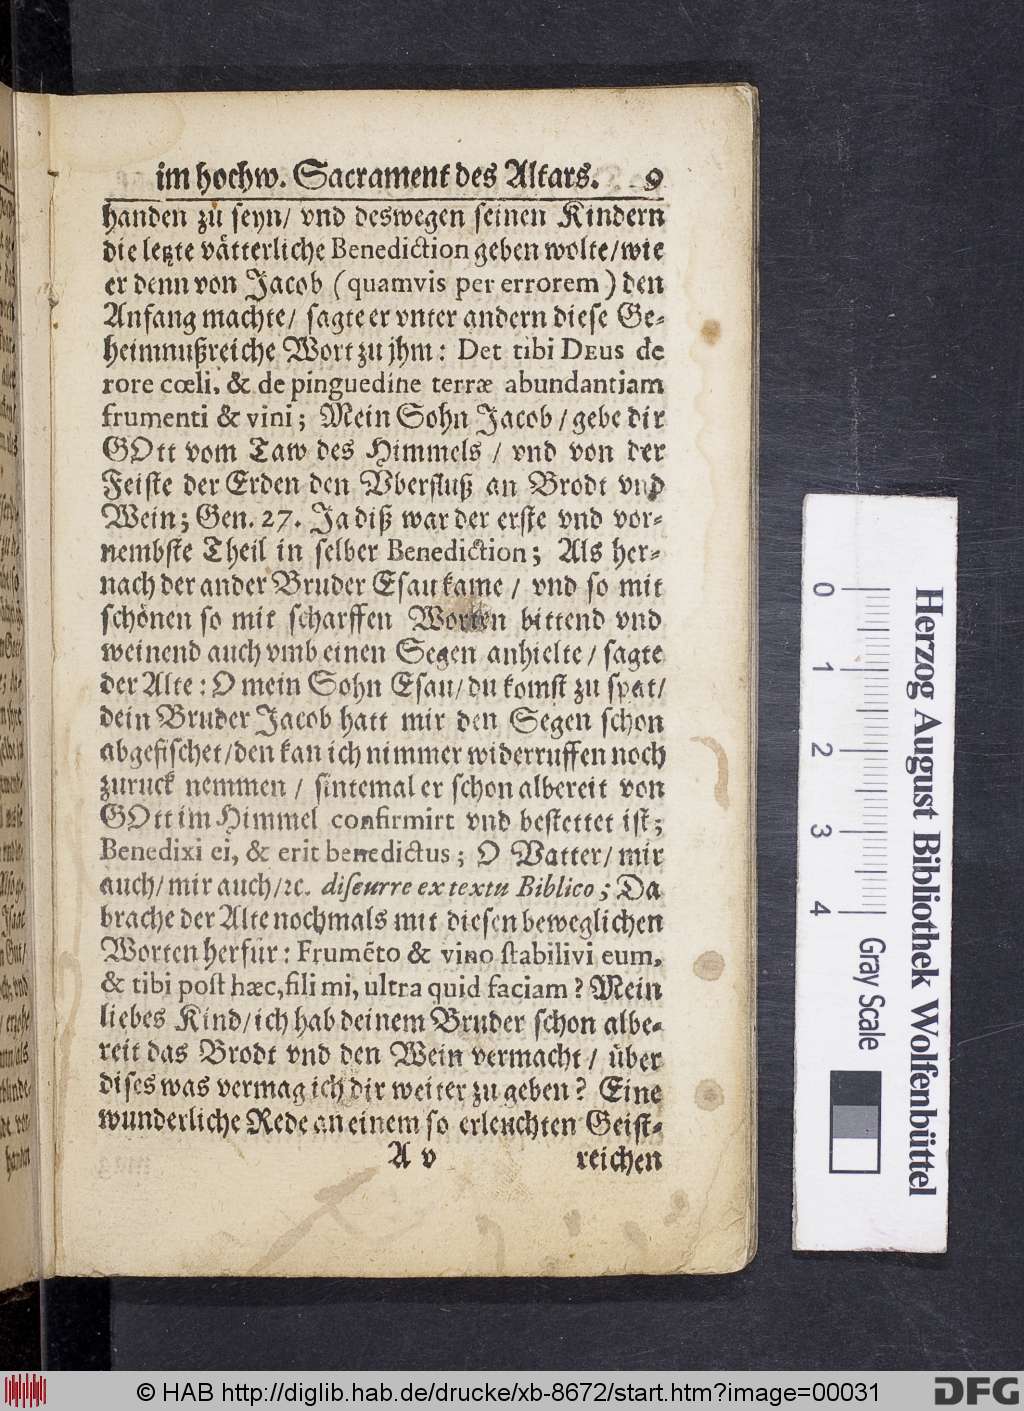 im hochw. Sacrament des Altars. 9
handen zu seyn/ vnd deswegen seinen Kindern
die letzte vätterliche Benediction geben wolte/wie
er denn von Jacob (quamvis per errorem) den
Anfang machte/ sagte er vnter andern diese Ge-
heimnußreiche Wort zu jhm: Det tibi DEUS de
rore cœli, & de pinguedine terræ abundantiam
frumenti & vini; Mein Sohn Jacob/gebe dir
GOtt vom Taw des Himmels / vnd von der
Feiste der Erden den Vberfluß an Brodt vnd
Wein; Gen. 27. Ja diß war der erste vnd vor-
nembste Theil in selber Benediction; Als her-
nach der ander Bruder Esau kame / vnd so mit
schönen so mit scharffen Worten bittend vnd
weinend auch vmb einen Segen anhielte/ sagte
der Alte: O mein Sohn Esau/du komst zu spat/
dein Bruder Jacob hatt mir den Segen schon
abgefischet/den kan ich nimmer widerruffen noch
zuruck nemmen / sintemal er schon albereit von
GOtt im Himmel confirmirt vnd bestettet ist;
Benedixi ei, & erit benedictus; O Vatter/ mir
auch/mir auch/ꝛc. discurre ex textu Biblico; Da
brache der Alte nochmals mit diesen beweglichen
Worten herfür: Frumẽto & vino stabilivi eum,
& tibi post hæc, fili mi, ultra quid faciam? Mein
liebes Kind/ich hab deinem Bruder schon albe-
reit das Brodt vnd den Wein vermacht/ über
dises was vermag ich dir weiter zu geben? Eine
wunderliche Rede an einem so erleuchten Geist-
A v reichen
0 1 2 3 4
Gray Scale
Herzog August Bibliothek Wolfenbüttel
© HAB http://diglib.hab.de/drucke/xb-8672/start.htm?image=00031
DFG